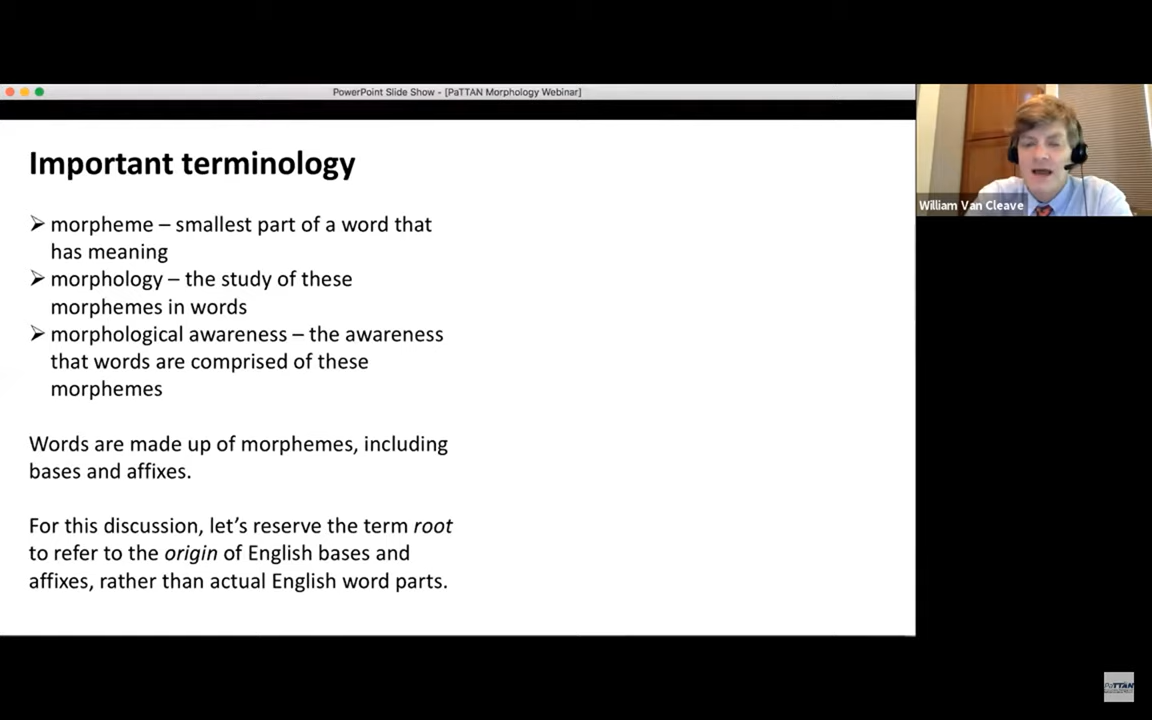 PowerPoint Slide Show - [PaTTAN Morphology Webinar]
Important terminology
➢ morpheme – smallest part of a word that
has meaning
➢ morphology – the study of these
morphemes in words
➢ morphological awareness – the awareness
that words are comprised of these
morphemes
Words are made up of morphemes, including
bases and affixes.
For this discussion, let’s reserve the term root
to refer to the origin of English bases and
affixes, rather than actual English word parts.
William Van Cleave
PaTTAN